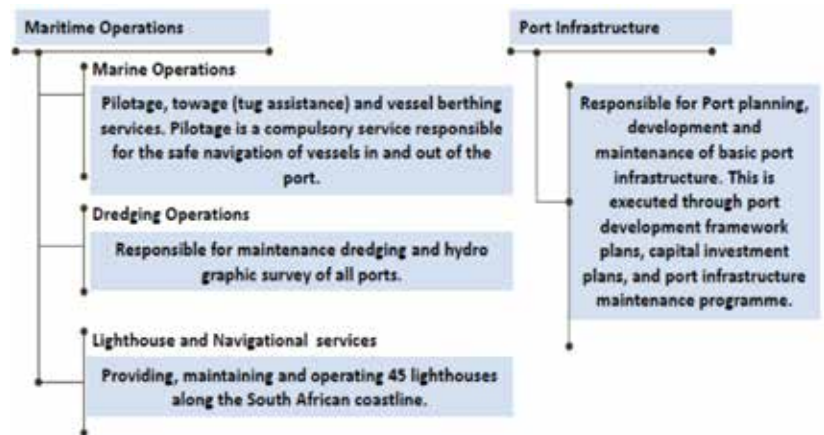 Maritime Operations
Marine Operations
Pilotage, towage (tug assistance) and vessel berthing
services. Pilotage is a compulsory service responsible
for the safe navigation of vessels in and out of the
port.
Dredging Operations
Responsible for maintenance dredging and hydro
graphic survey of all ports.
Lighthouse and Navigational services
Providing, maintaining and operating 45 lighthouses
along the South African coastline.
Port Infrastructure
Responsible for Port planning,
development and
maintenance of basic port
infrastructure. This is
executed through port
development framework
plans, capital investment
plans, and port infrastructure
maintenance programme.